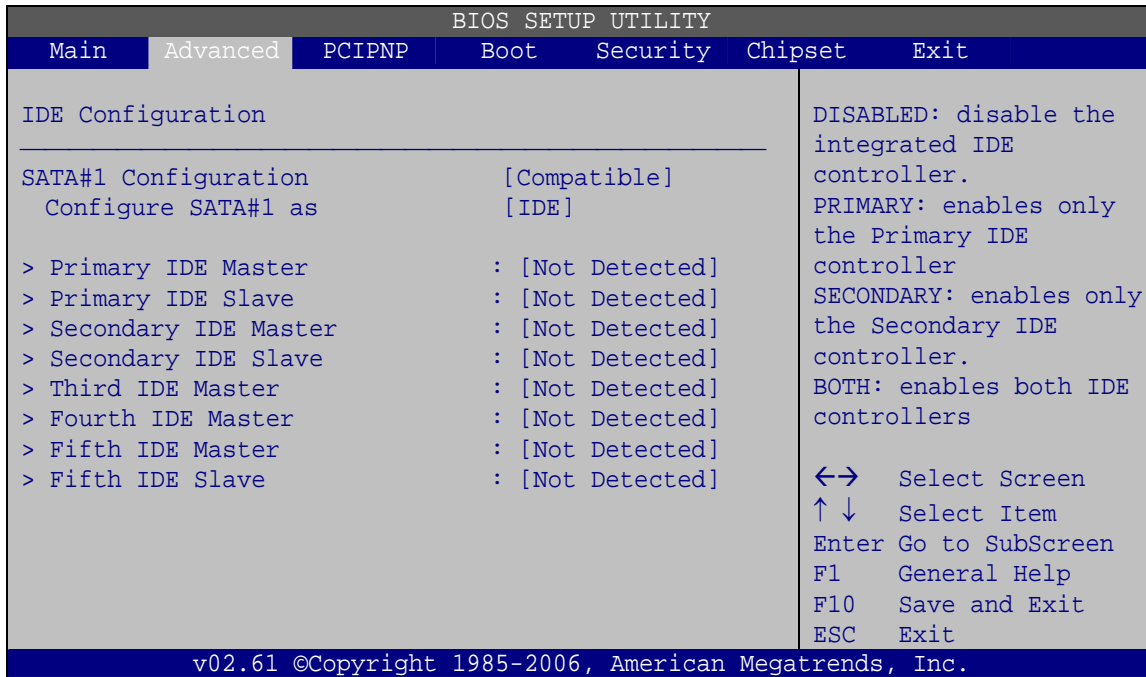 BIOS SETUP UTILITY
Main Advanced PCIPNP Boot Security Chipset Exit
IDE Configuration
SATA#1 Configuration [Compatible]
Configure SATA#1 as [IDE]
> Primary IDE Master : [Not Detected]
> Primary IDE Slave : [Not Detected]
> Secondary IDE Master : [Not Detected]
> Secondary IDE Slave : [Not Detected]
> Third IDE Master : [Not Detected]
> Fourth IDE Master : [Not Detected]
> Fifth IDE Master : [Not Detected]
> Fifth IDE Slave : [Not Detected]
DISABLED: disable the
integrated IDE
controller.
PRIMARY: enables only
the Primary IDE
controller
SECONDARY: enables only
the Secondary IDE
controller.
BOTH: enables both IDE
controllers
←→ Select Screen
↑ ↓ Select Item
Enter Go to SubScreen
F1 General Help
F10 Save and Exit
ESC Exit
v02.61 ©Copyright 1985-2006, American Megatrends, Inc.